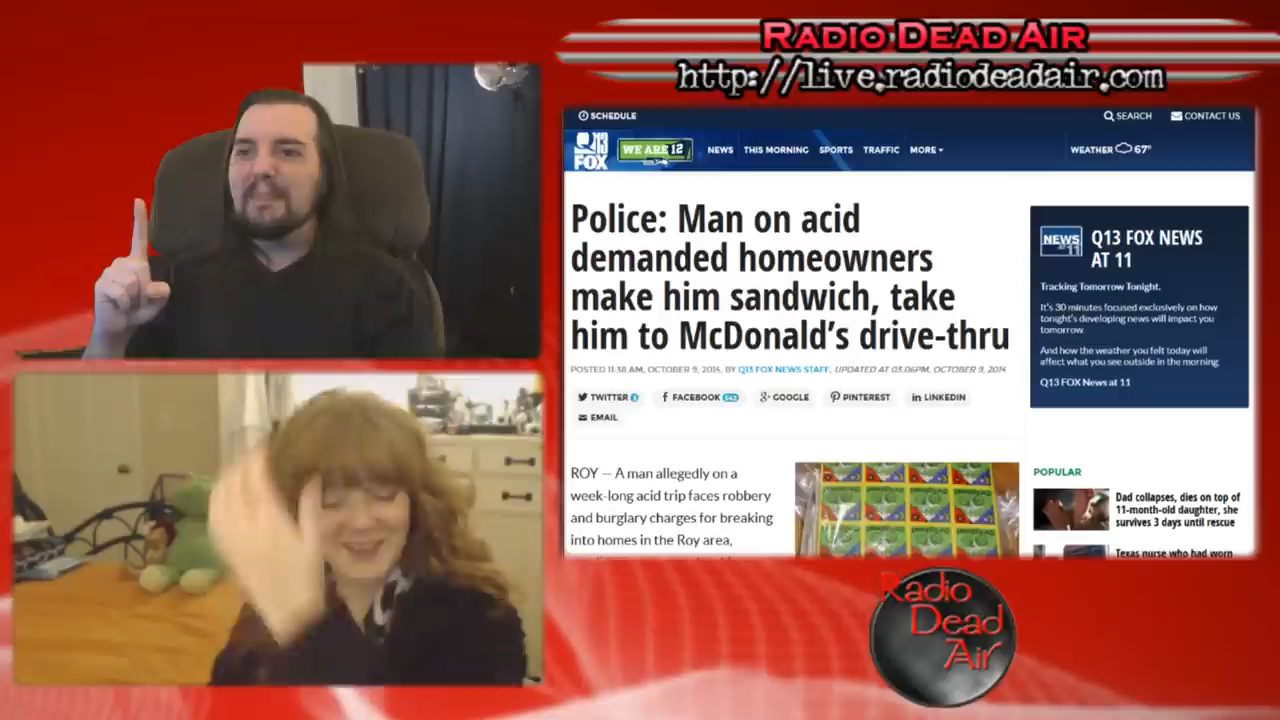 RADIO DEAD AIR
http://live.radiodeadair.com
SCHEDULE
SEARCH
CONTACT US
Q13 FOX
WE ARE 12
NEWS
THIS MORNING
SPORTS
TRAFFIC
MORE
WEATHER 67°
Police: Man on acid
demanded homeowners
make him sandwich, take
him to McDonald's drive-thru
POSTED 11:38 AM, OCTOBER 9, 2014, BY Q13 FOX NEWS STAFF, UPDATED AT 03:06PM, OCTOBER 9, 2014
TWITTER
FACEBOOK
GOOGLE
PINTEREST
LINKEDIN
EMAIL
ROY — A man allegedly on a
week-long acid trip faces robbery
and burglary charges for breaking
into homes in the Roy area,
NEWS AT 11
Q13 FOX NEWS
AT 11
Tracking Tomorrow Tonight.
It's 30 minutes focused exclusively on how
tonight's developing news will impact you
tomorrow.
And how the weather you felt today will
affect what you see outside in the morning.
Q13 FOX News at 11
POPULAR
Dad collapses, dies on top of
11-month-old daughter, she
survives 3 days until rescue
Texas nurse who had worn
Radio
Dead
Air